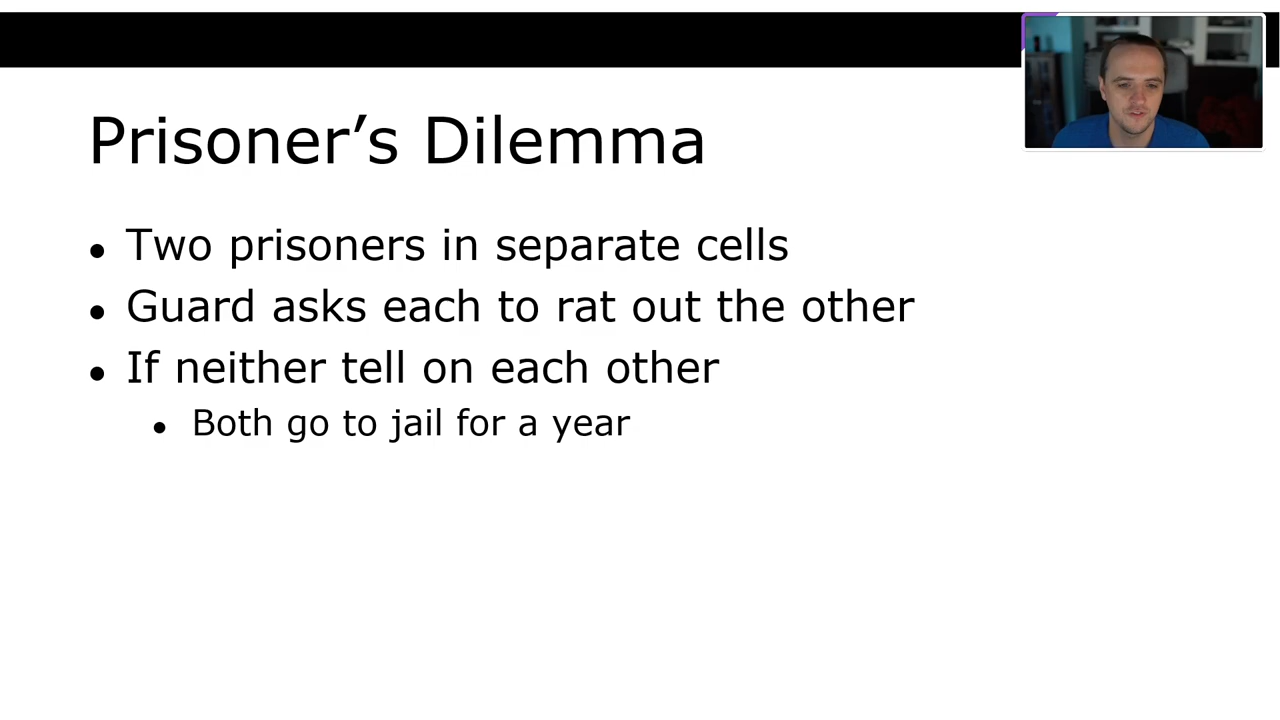 Prisoner’s Dilemma
Two prisoners in separate cells
Guard asks each to rat out the other
If neither tell on each other
Both go to jail for a year